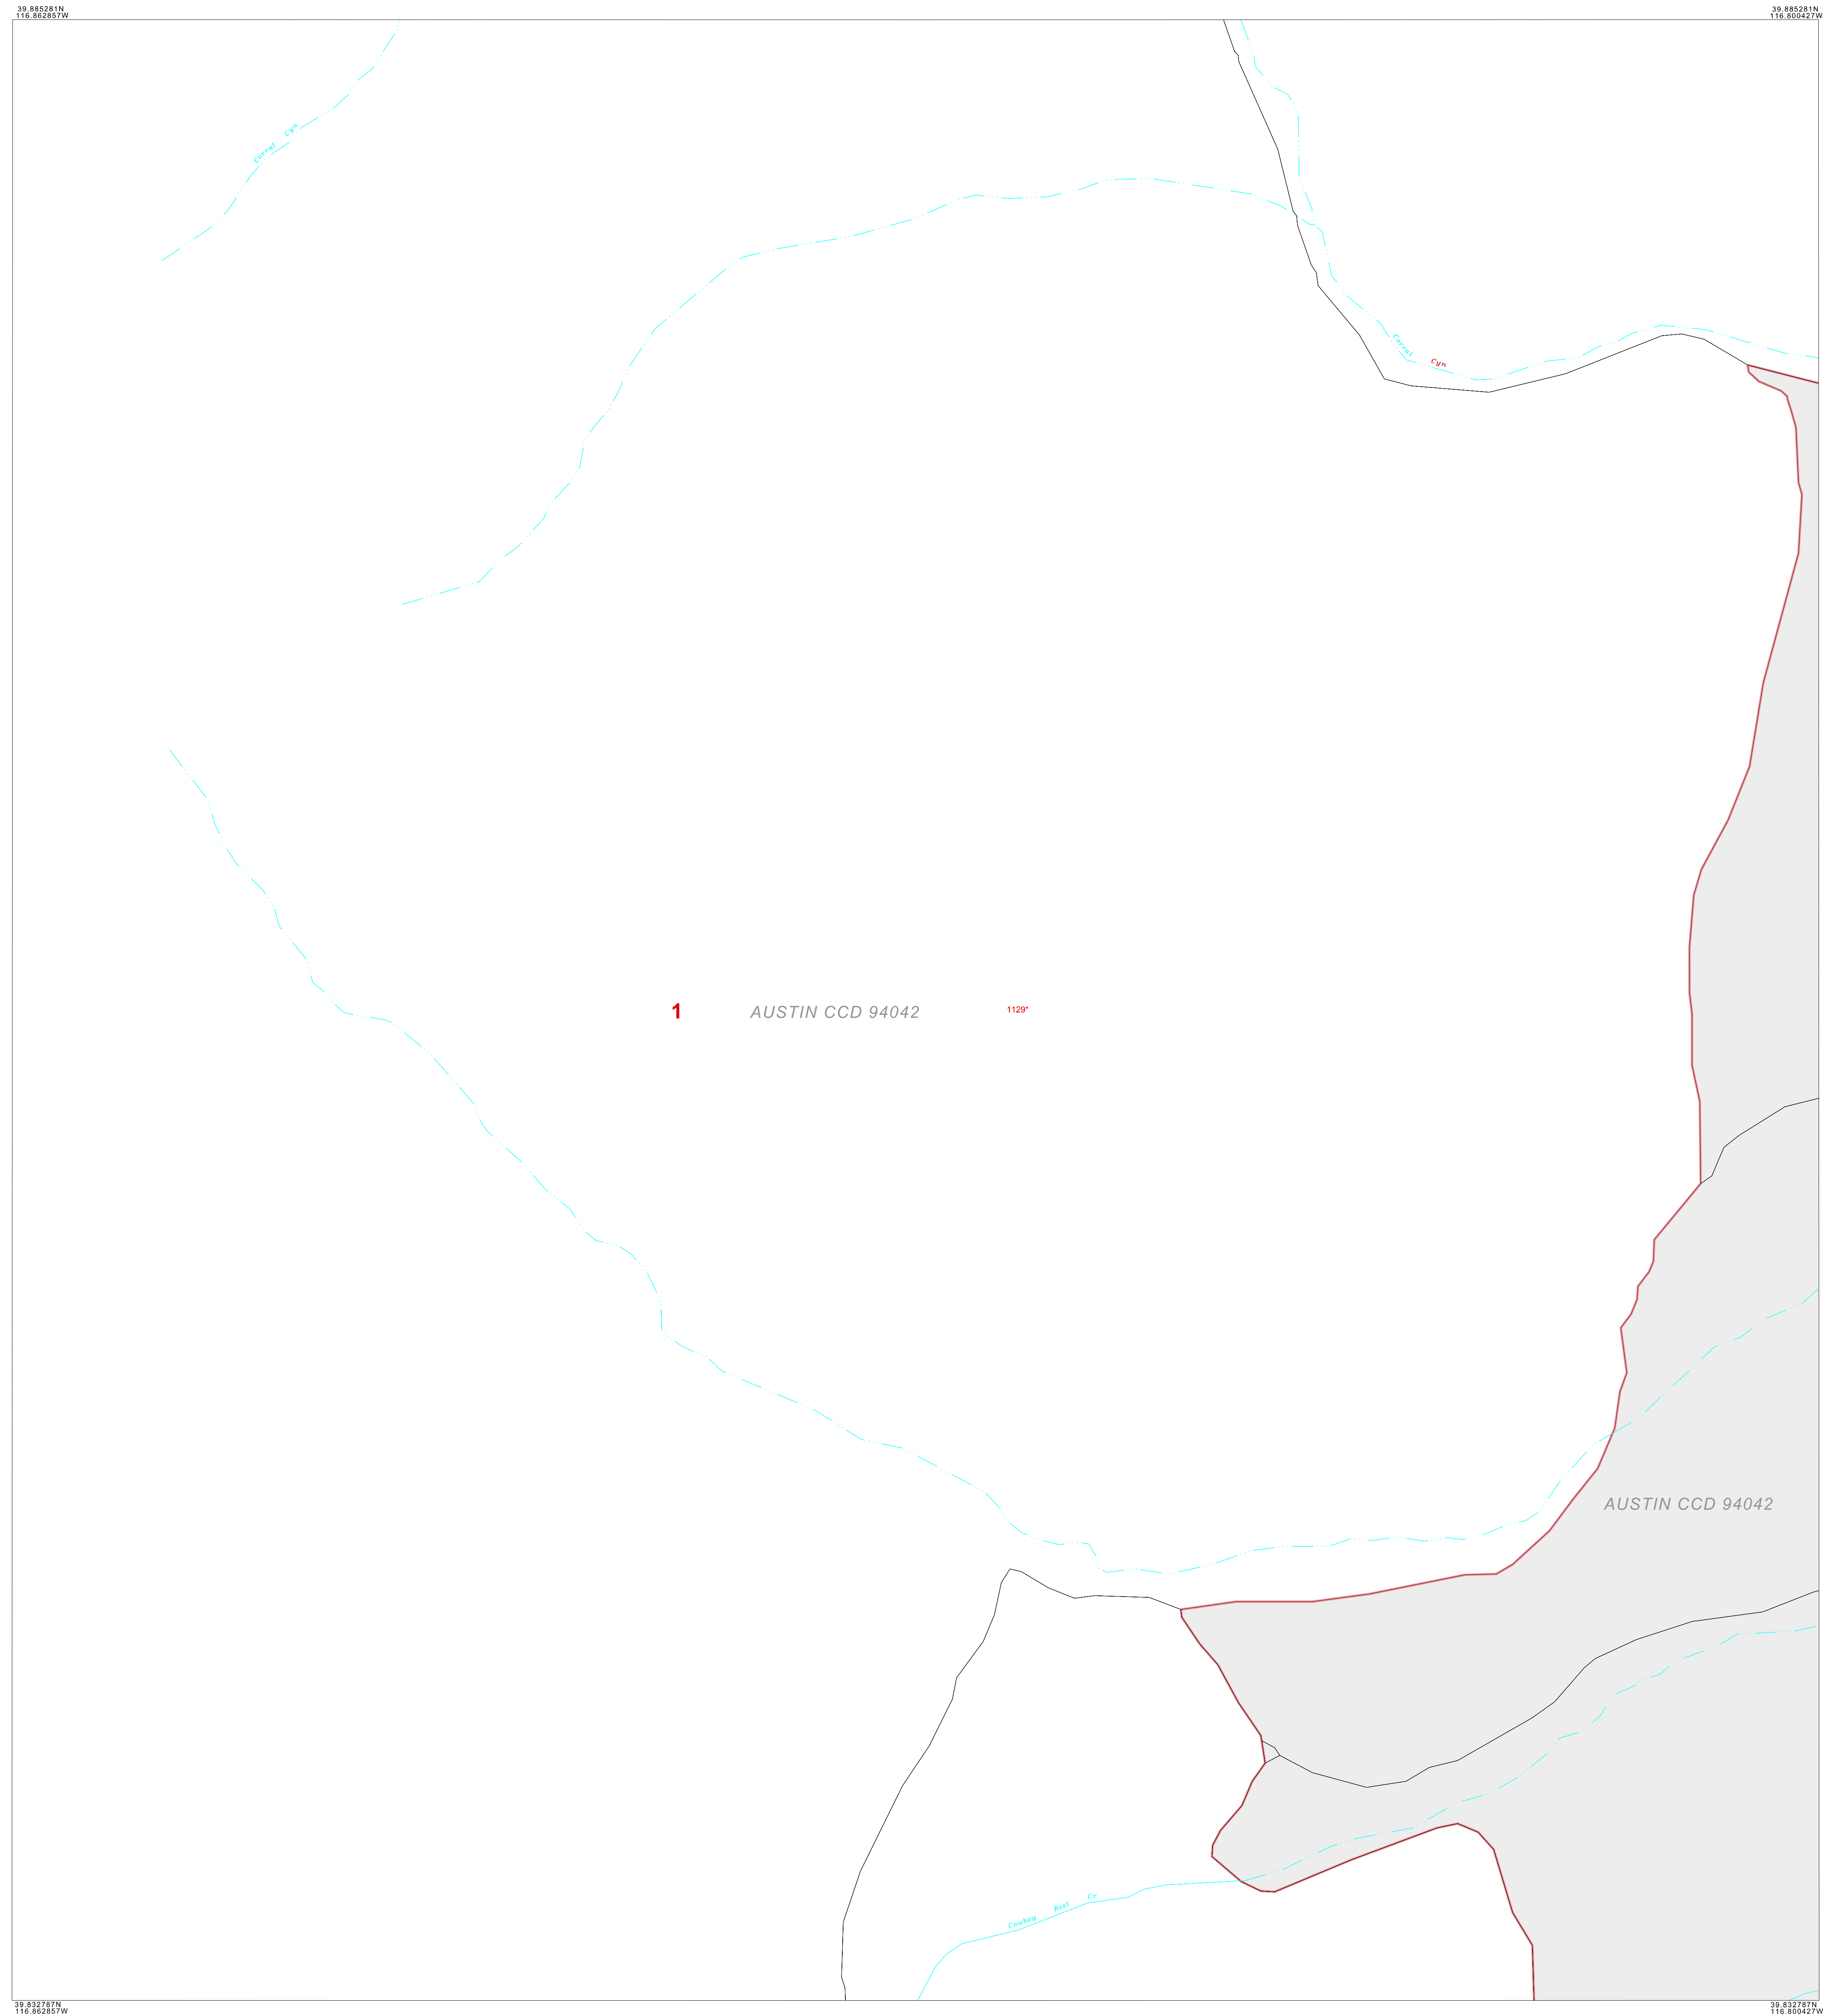 39.885281N
116.862857W
39.885281N
116.800427W
Corral Cyn
Corral Cyn
1 AUSTIN CCD 94042 1129*
AUSTIN CCD 94042
Cowboy Rest Cr
39.832787N
116.862857W
39.832787N
116.800427W